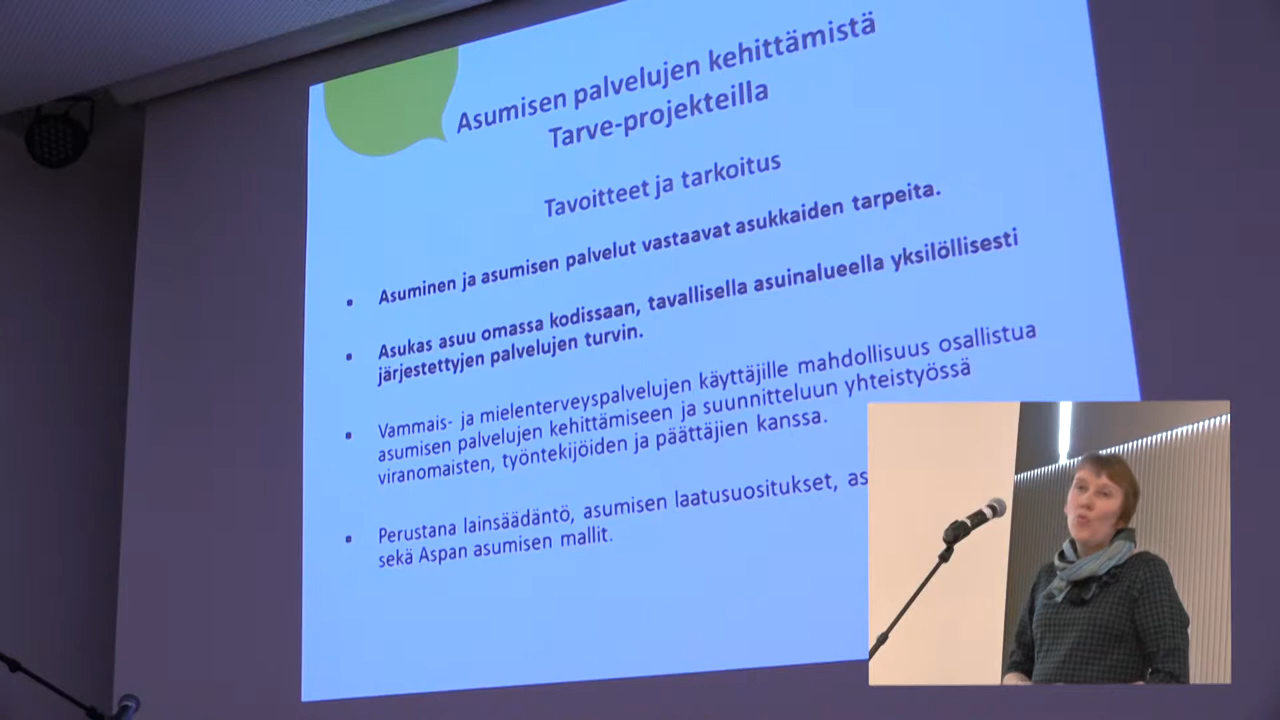 Asumisen palvelujen kehittämistä
Tarve-projekteilla
Tavoitteet ja tarkoitus
▪ Asuminen ja asumisen palvelut vastaavat asukkaiden tarpeita.
▪ Asukas asuu omassa kodissaan, tavallisella asuinalueella yksilöllisesti
järjestettyjen palvelujen turvin.
▪ Vammais- ja mielenterveyspalvelujen käyttäjille mahdollisuus osallistua
asumisen palvelujen kehittämiseen ja suunnitteluun yhteistyössä
viranomaisten, työntekijöiden ja päättäjien kanssa.
▪ Perustana lainsäädäntö, asumisen laatusuositukset,
sekä Aspan asumisen mallit.